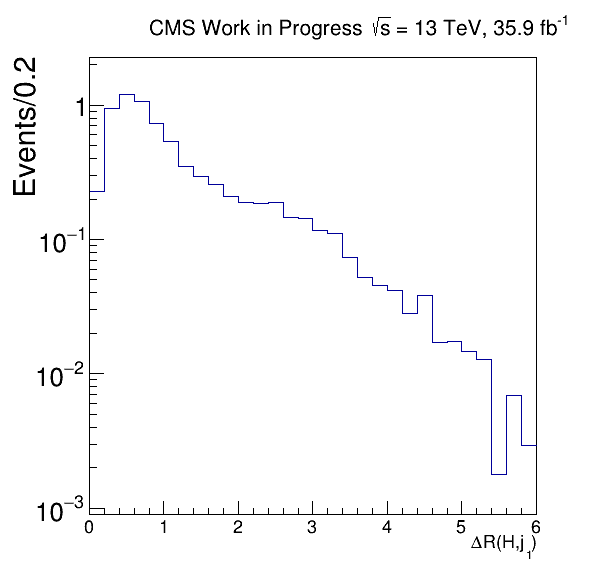 CMS Work in Progress √s = 13 TeV, 35.9 fb⁻¹
Events/0.2
1
10⁻¹
10⁻²
10⁻³
0 1 2 3 4 5 6
ΔR(H,j₁)